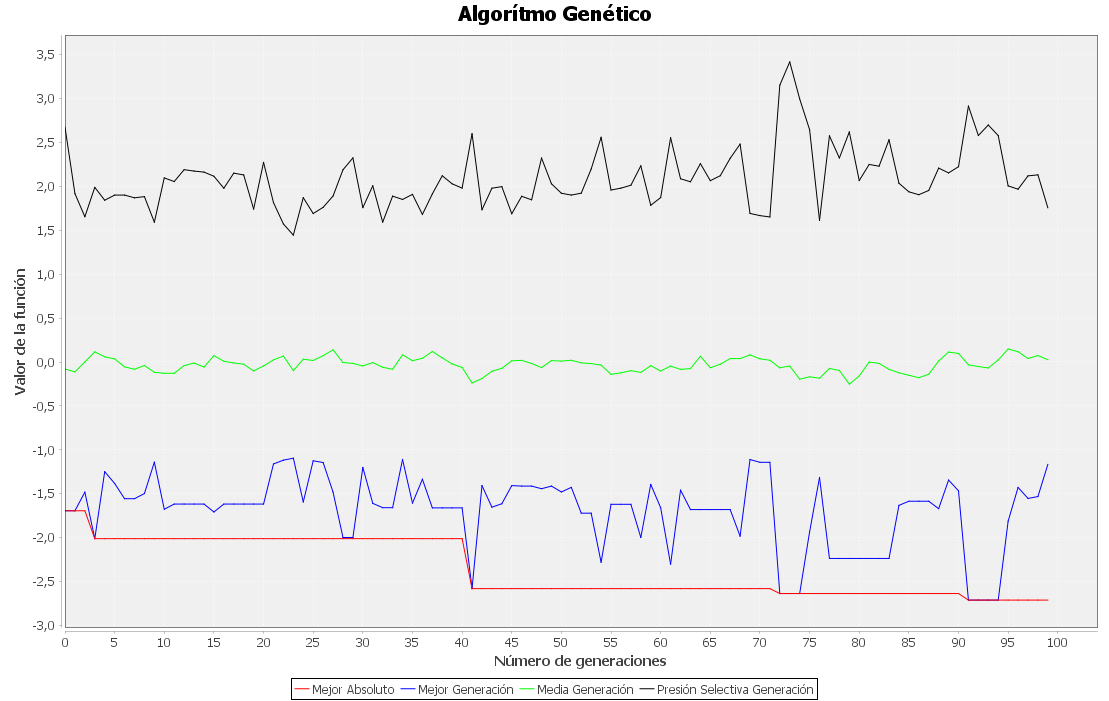 Algorítmo Genético
Valor de la función
3,5
3,0
2,5
2,0
1,5
1,0
0,5
0,0
-0,5
-1,0
-1,5
-2,0
-2,5
-3,0
0 5 10 15 20 25 30 35 40 45 50 55 60 65 70 75 80 85 90 95 100
Número de generaciones
Mejor Absoluto Mejor Generación Media Generación Presión Selectiva Generación